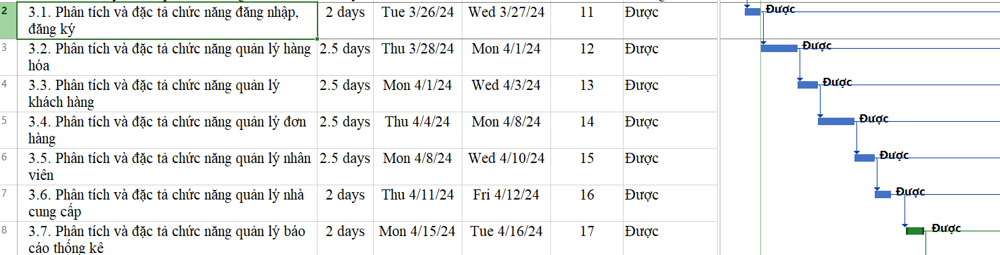 2 3.1. Phân tích và đặc tả chức năng đăng nhập, 2 days Tue 3/26/24 Wed 3/27/24 11 Được Được
đăng ký
3 3.2. Phân tích và đặc tả chức năng quản lý hàng 2.5 days Thu 3/28/24 Mon 4/1/24 12 Được Được
hóa
4 3.3. Phân tích và đặc tả chức năng quản lý 2.5 days Mon 4/1/24 Wed 4/3/24 13 Được Được
khách hàng
5 3.4. Phân tích và đặc tả chức năng quản lý đơn 2.5 days Thu 4/4/24 Mon 4/8/24 14 Được Được
hàng
6 3.5. Phân tích và đặc tả chức năng quản lý nhân 2.5 days Mon 4/8/24 Wed 4/10/24 15 Được Được
viên
7 3.6. Phân tích và đặc tả chức năng quản lý nhà 2 days Thu 4/11/24 Fri 4/12/24 16 Được Được
cung cấp
8 3.7. Phân tích và đặc tả chức năng quản lý báo 2 days Mon 4/15/24 Tue 4/16/24 17 Được Được
cáo thống kê